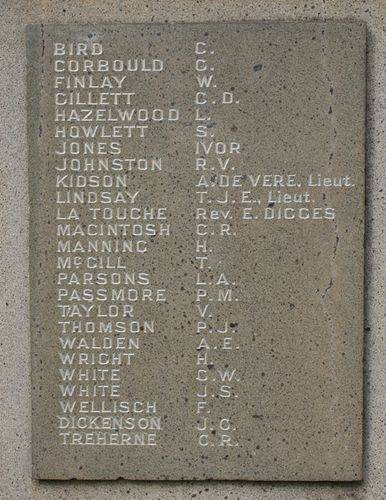 BIRD C.
CORBOULD G.
FINLAY W.
GILLETT C.D.
HAZELWOOD L.
HOWLETT S.
JONES IVOR
JOHNSTON R.V.
KIDSON A.DE VERE, Lieut.
LINDSAY T.J.E., Lieut.
LA TOUCHE Rev. E. DIGGES
MACINTOSH C.R.
MANNING H.
McGILL T.
PARSONS L.A.
PASSMORE P.M.
TAYLOR V.
THOMSON P.J.
WALDEN A.E.
WRIGHT H.
WHITE G.W.
WHITE J.S.
WELLISCH F.
DICKENSON J.G.
TREHERNE C.R.